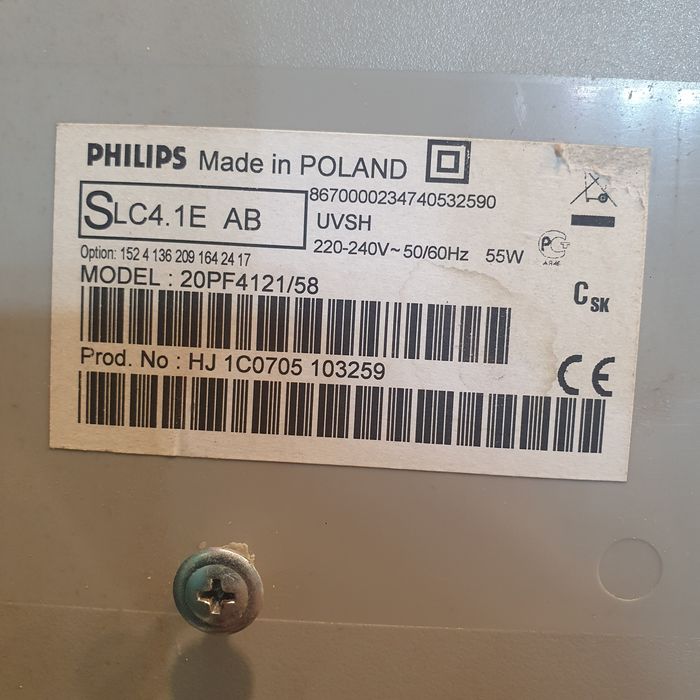 PHILIPS Made in POLAND
8670000234740532590
SLC4.1E AB
UVSH
220-240V~50/60Hz 55W
Option: 152 4 136 209 164 24 17
MODEL : 20PF4121/58
CSK
Prod. No : HJ 1C0705 103259
CE